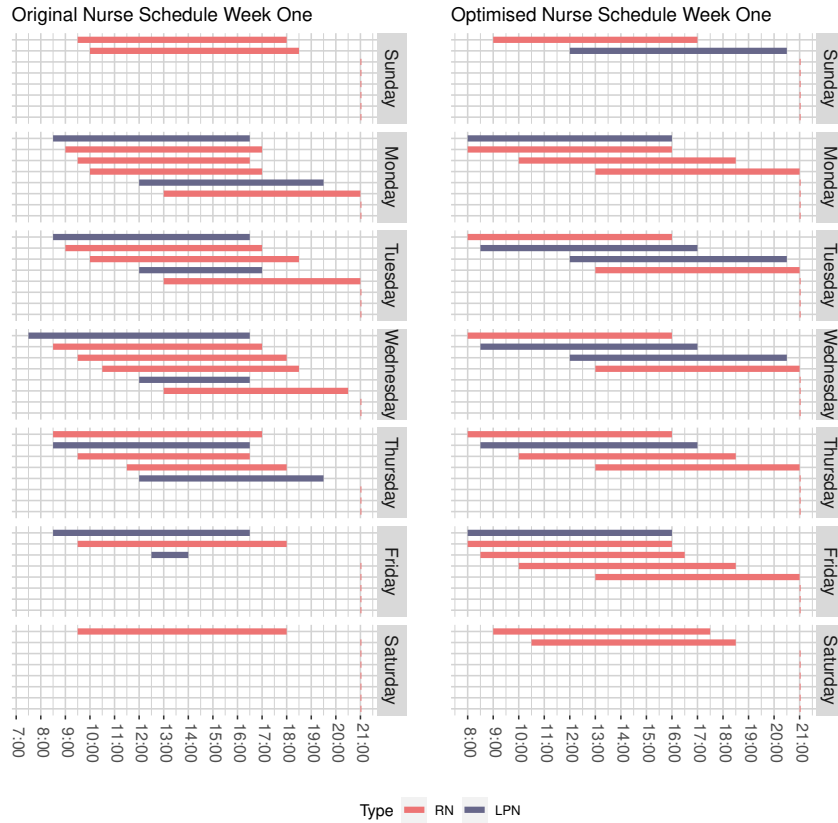 Original Nurse Schedule Week One
Optimised Nurse Schedule Week One
Sunday
Sunday
Monday
Monday
Tuesday
Tuesday
Wednesday
Wednesday
Thursday
Thursday
Friday
Friday
Saturday
Saturday
7:00
8:00
9:00
10:00
11:00
12:00
13:00
14:00
15:00
16:00
17:00
18:00
19:00
20:00
21:00
8:00
9:00
10:00
11:00
12:00
13:00
14:00
15:00
16:00
17:00
18:00
19:00
20:00
21:00
Type RN LPN